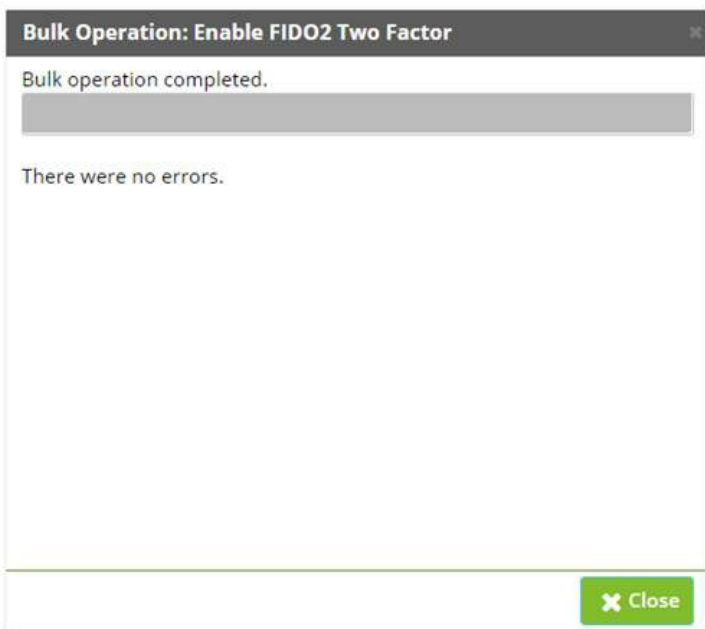 Bulk Operation: Enable FIDO2 Two Factor
Bulk operation completed.
There were no errors.
Close